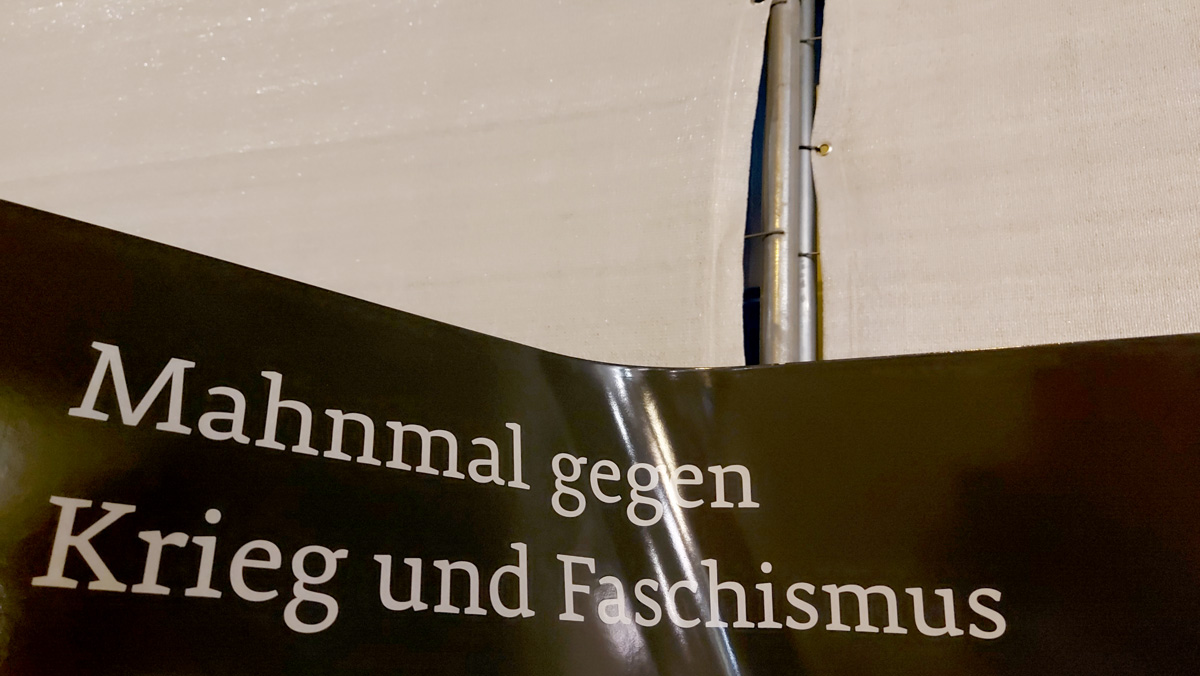 Mahnmal gegen
Krieg und Faschismus